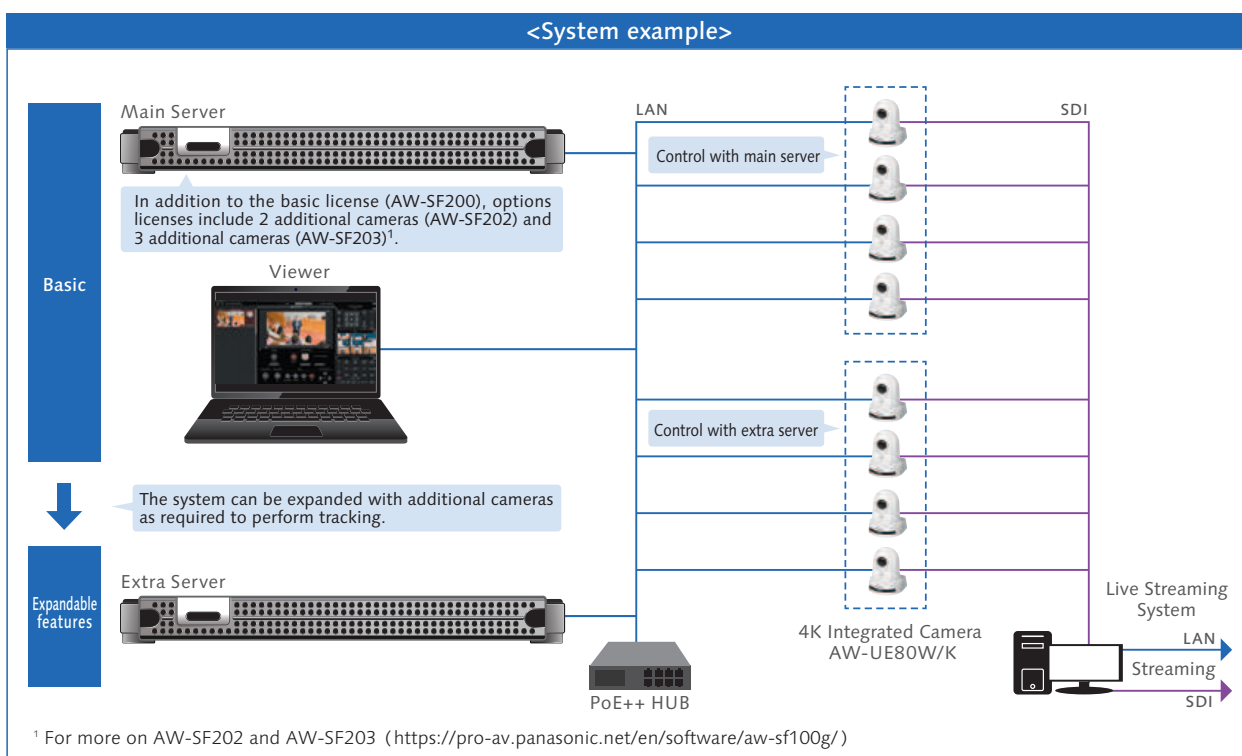 <System example>
Main Server
LAN
SDI
Control with main server
In addition to the basic license (AW-SF200), options
licenses include 2 additional cameras (AW-SF202) and
3 additional cameras (AW-SF203)¹.
Basic
Viewer
Control with extra server
The system can be expanded with additional cameras
as required to perform tracking.
Expandable
features
Extra Server
PoE++ HUB
4K Integrated Camera
AW-UE80W/K
Live Streaming
System
LAN
Streaming
SDI
¹ For more on AW-SF202 and AW-SF203 (https://pro-av.panasonic.net/en/software/aw-sf100g/)